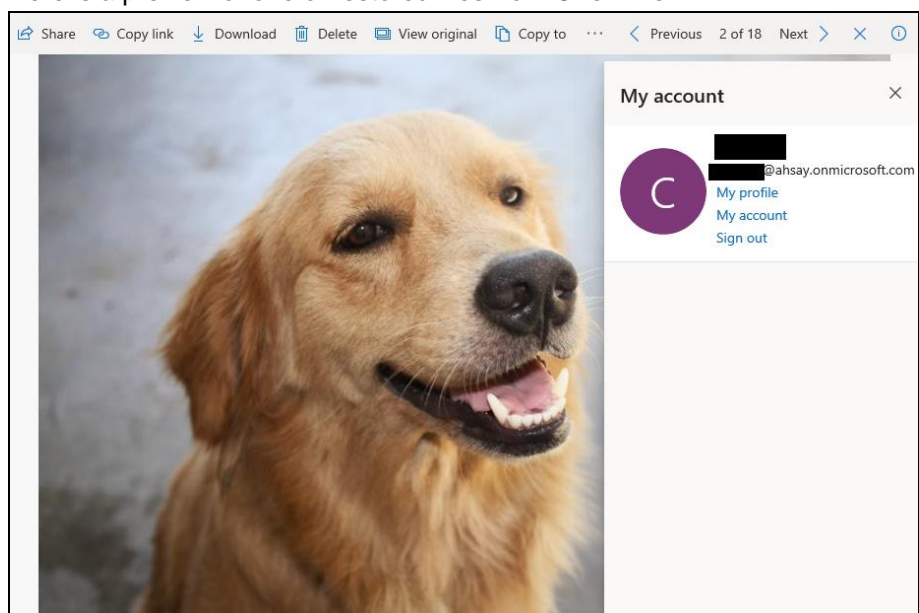 Share Copy link Download Delete View original Copy to ··· Previous 2 of 18 Next
My account
@ahsay.onmicrosoft.com
C
My profile
My account
Sign out